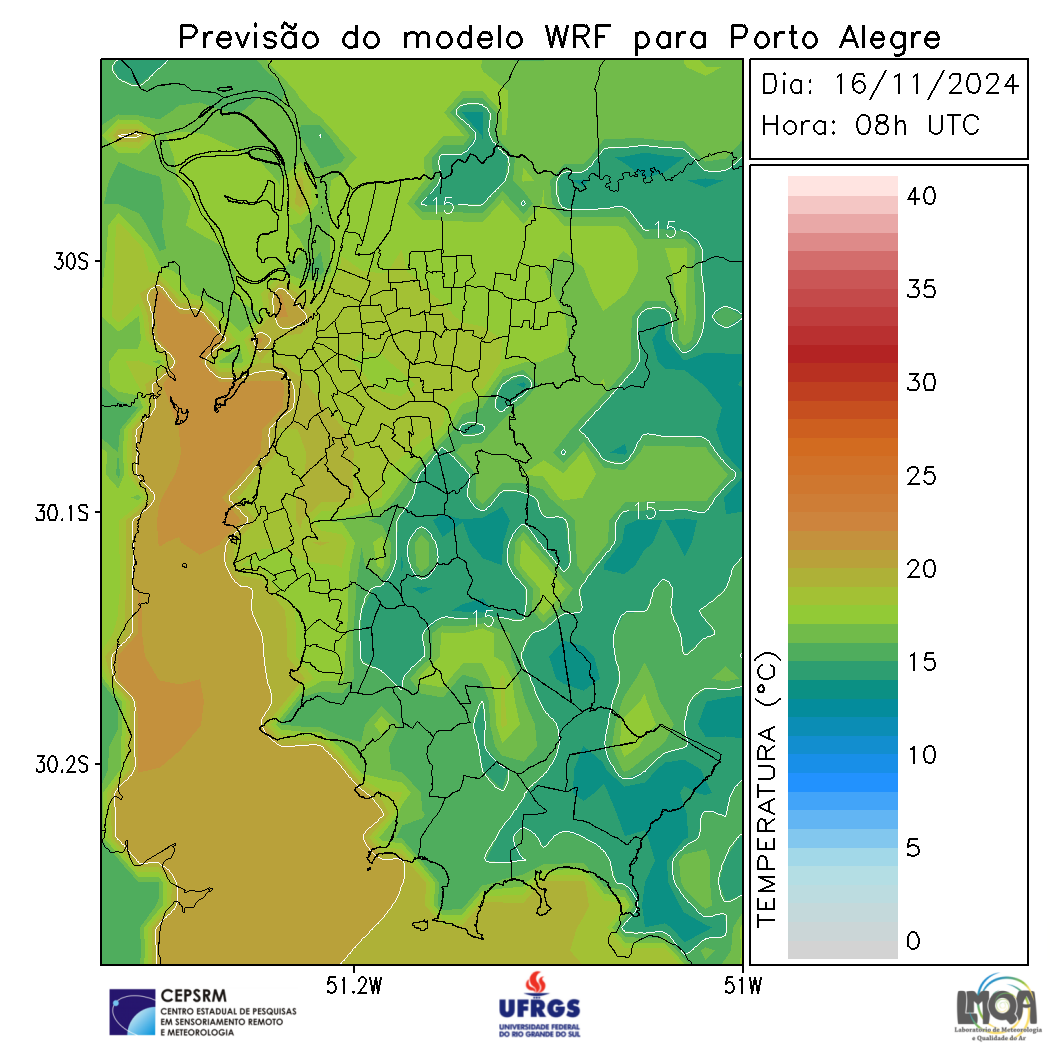 Previsão do modelo WRF para Porto Alegre
Dia: 16/11/2024
Hora: 08h UTC
30S
30.1S
30.2S
51.2W
51W
15
15
15
15
TEMPERATURA (°C)
40
35
30
25
20
15
10
5
0
CEPSRM
CENTRO ESTADUAL DE PESQUISAS
EM SENSORIAMENTO REMOTO
E METEOROLOGIA
UFRGS
UNIVERSIDADE FEDERAL
DO RIO GRANDE DO SUL
LMQA
Laboratório de Meteorologia
e Qualidade do Ar